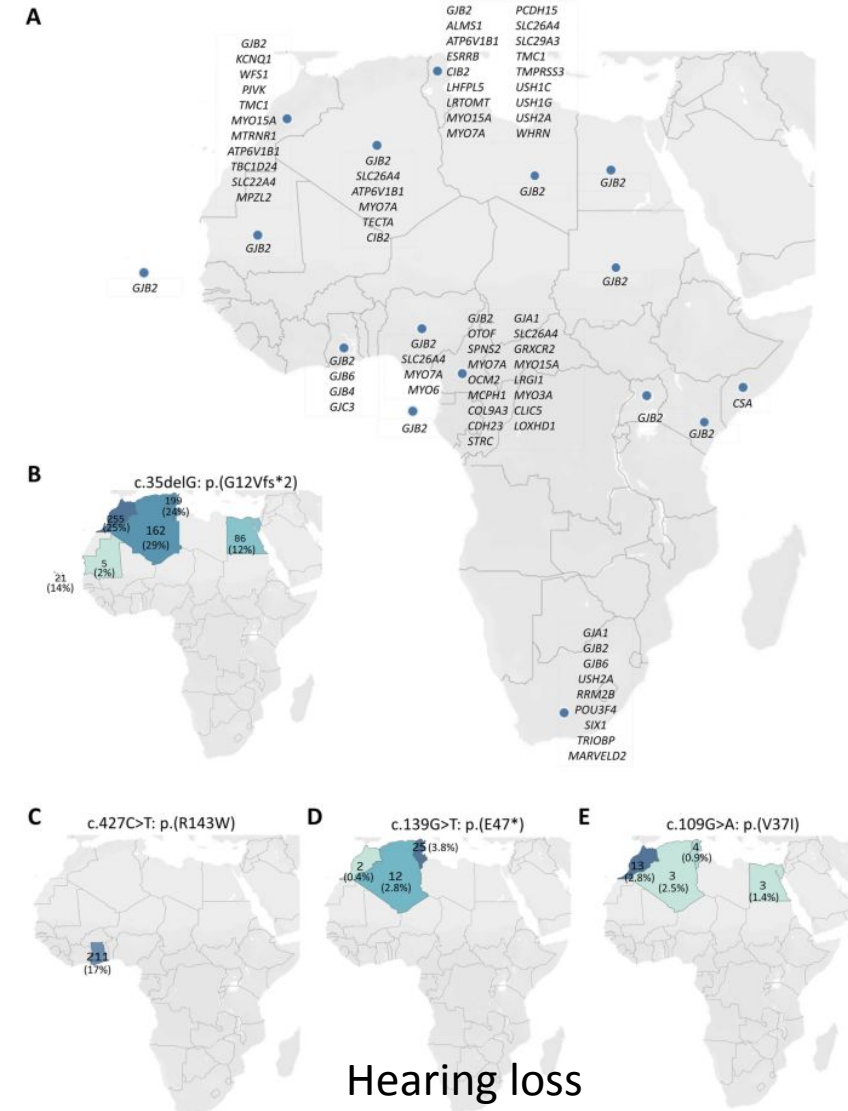 A
GJB2
ALMS1
ATP6V1B1
ESRRB
CIB2
LHFPL5
LRTOMT
MYO15A
MYO7A
PCDH15
SLC26A4
SLC29A3
TMC1
TMPRSS3
USH1C
USH1G
USH2A
WHRN
GJB2
KCNQ1
WFS1
PJVK
TMC1
MYO15A
MTRNR1
ATP6V1B1
TBC1D24
SLC22A4
MPZL2
GJB2
SLC26A4
ATP6V1B1
MYO7A
TECTA
CIB2
GJB2
GJB2
GJB2
GJB2
GJB2
GJB2
GJB6
GJB4
GJC3
GJB2
SLC26A4
MYO7A
MYO6
GJB2
GJB2
OTOF
SPNS2
MYO7A
OCM2
MCPH1
COL9A3
CDH23
STRC
GJA1
SLC26A4
GRXCR2
MYO15A
LRGI1
MYO3A
CLIC5
LOXHD1
GJB2
GJB2
CSA
GJA1
GJB2
GJB6
USH2A
RRM2B
POU3F4
SIX1
TRIOBP
MARVELD2
B
c.35delG: p.(G12Vfs*2)
255
(25%)
162
(29%)
199
(24%)
86
(12%)
5
(2%)
21
(14%)
C
c.427C>T: p.(R143W)
211
(17%)
D
c.139G>T: p.(E47*)
2
(0.4%)
12
(2.8%)
25 (3.8%)
E
c.109G>A: p.(V37I)
13
(2.8%)
3
(2.5%)
4
(0.9%)
3
(1.4%)
Hearing loss